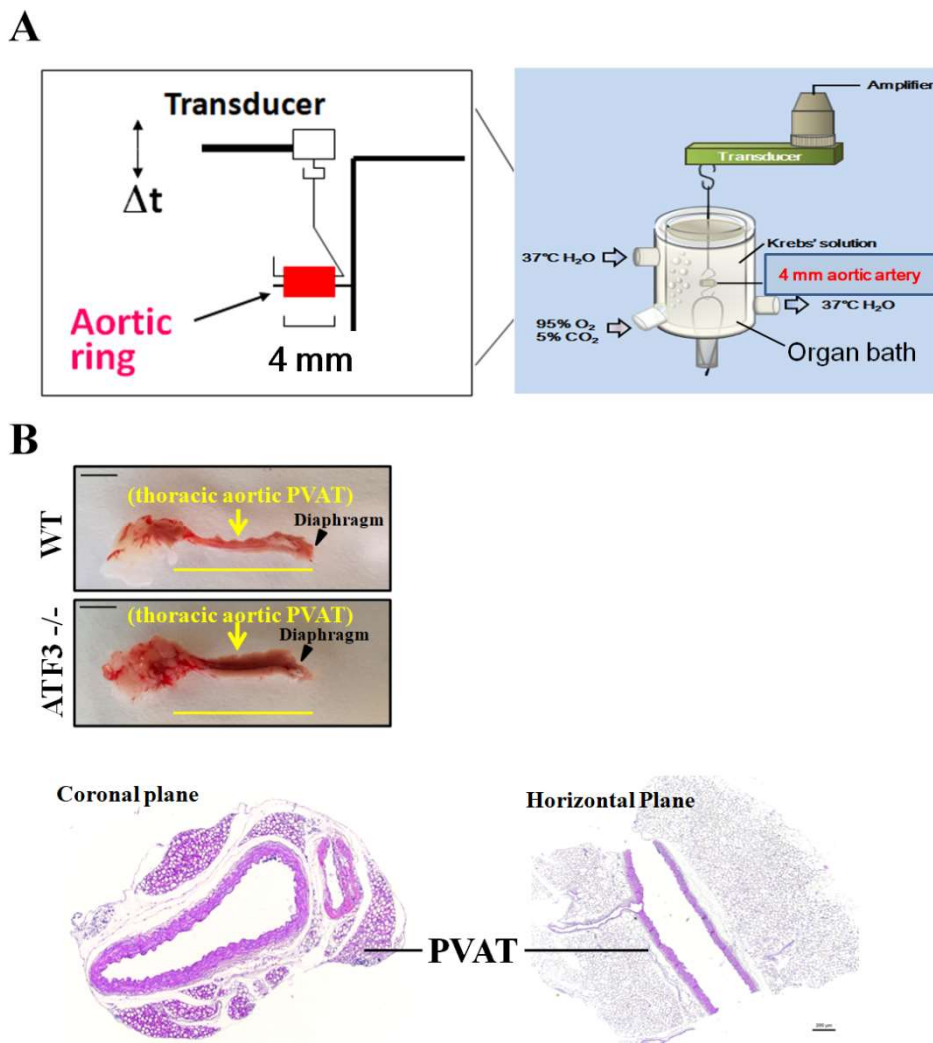 A
Transducer
Δt
Aortic
ring
4 mm
Amplifier
Transducer
Krebs' solution
37°C H₂O
4 mm aortic artery
37°C H₂O
95% O₂
5% CO₂
Organ bath
B
WT
(thoracic aortic PVAT)
Diaphragm
ATF3 -/-
(thoracic aortic PVAT)
Diaphragm
Coronal plane
Horizontal Plane
PVAT
200 μm